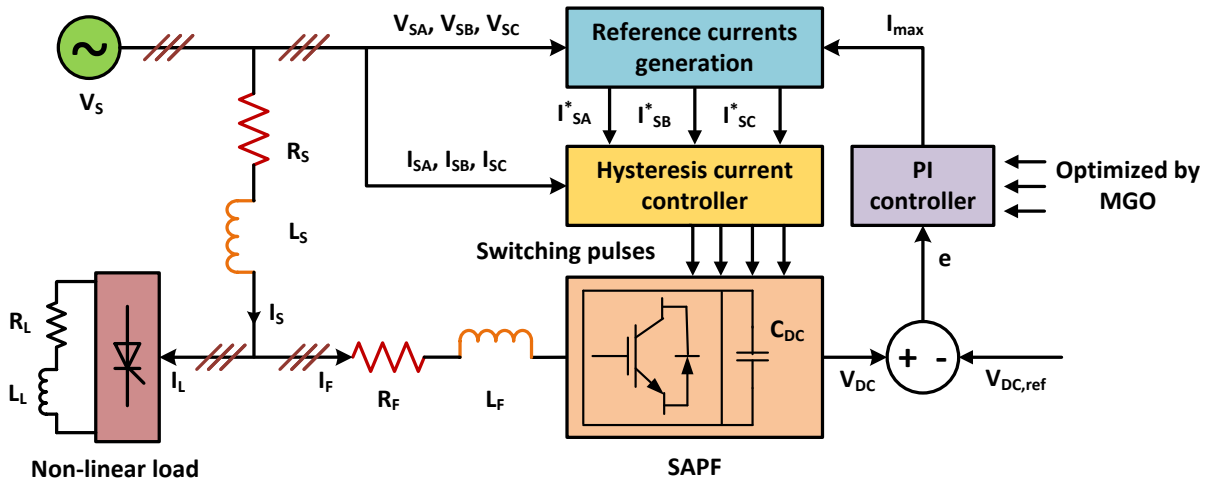 V_SA, V_SB, V_SC
Reference currents
generation
I_max
V_S
I*_SA
I*_SB
I*_SC
R_S
I_SA, I_SB, I_SC
Hysteresis current
controller
PI
controller
Optimized by
MGO
L_S
Switching pulses
e
I_S
R_L
C_DC
+
-
L_L
I_L
I_F
R_F
L_F
V_DC
V_DC,ref
Non-linear load
SAPF